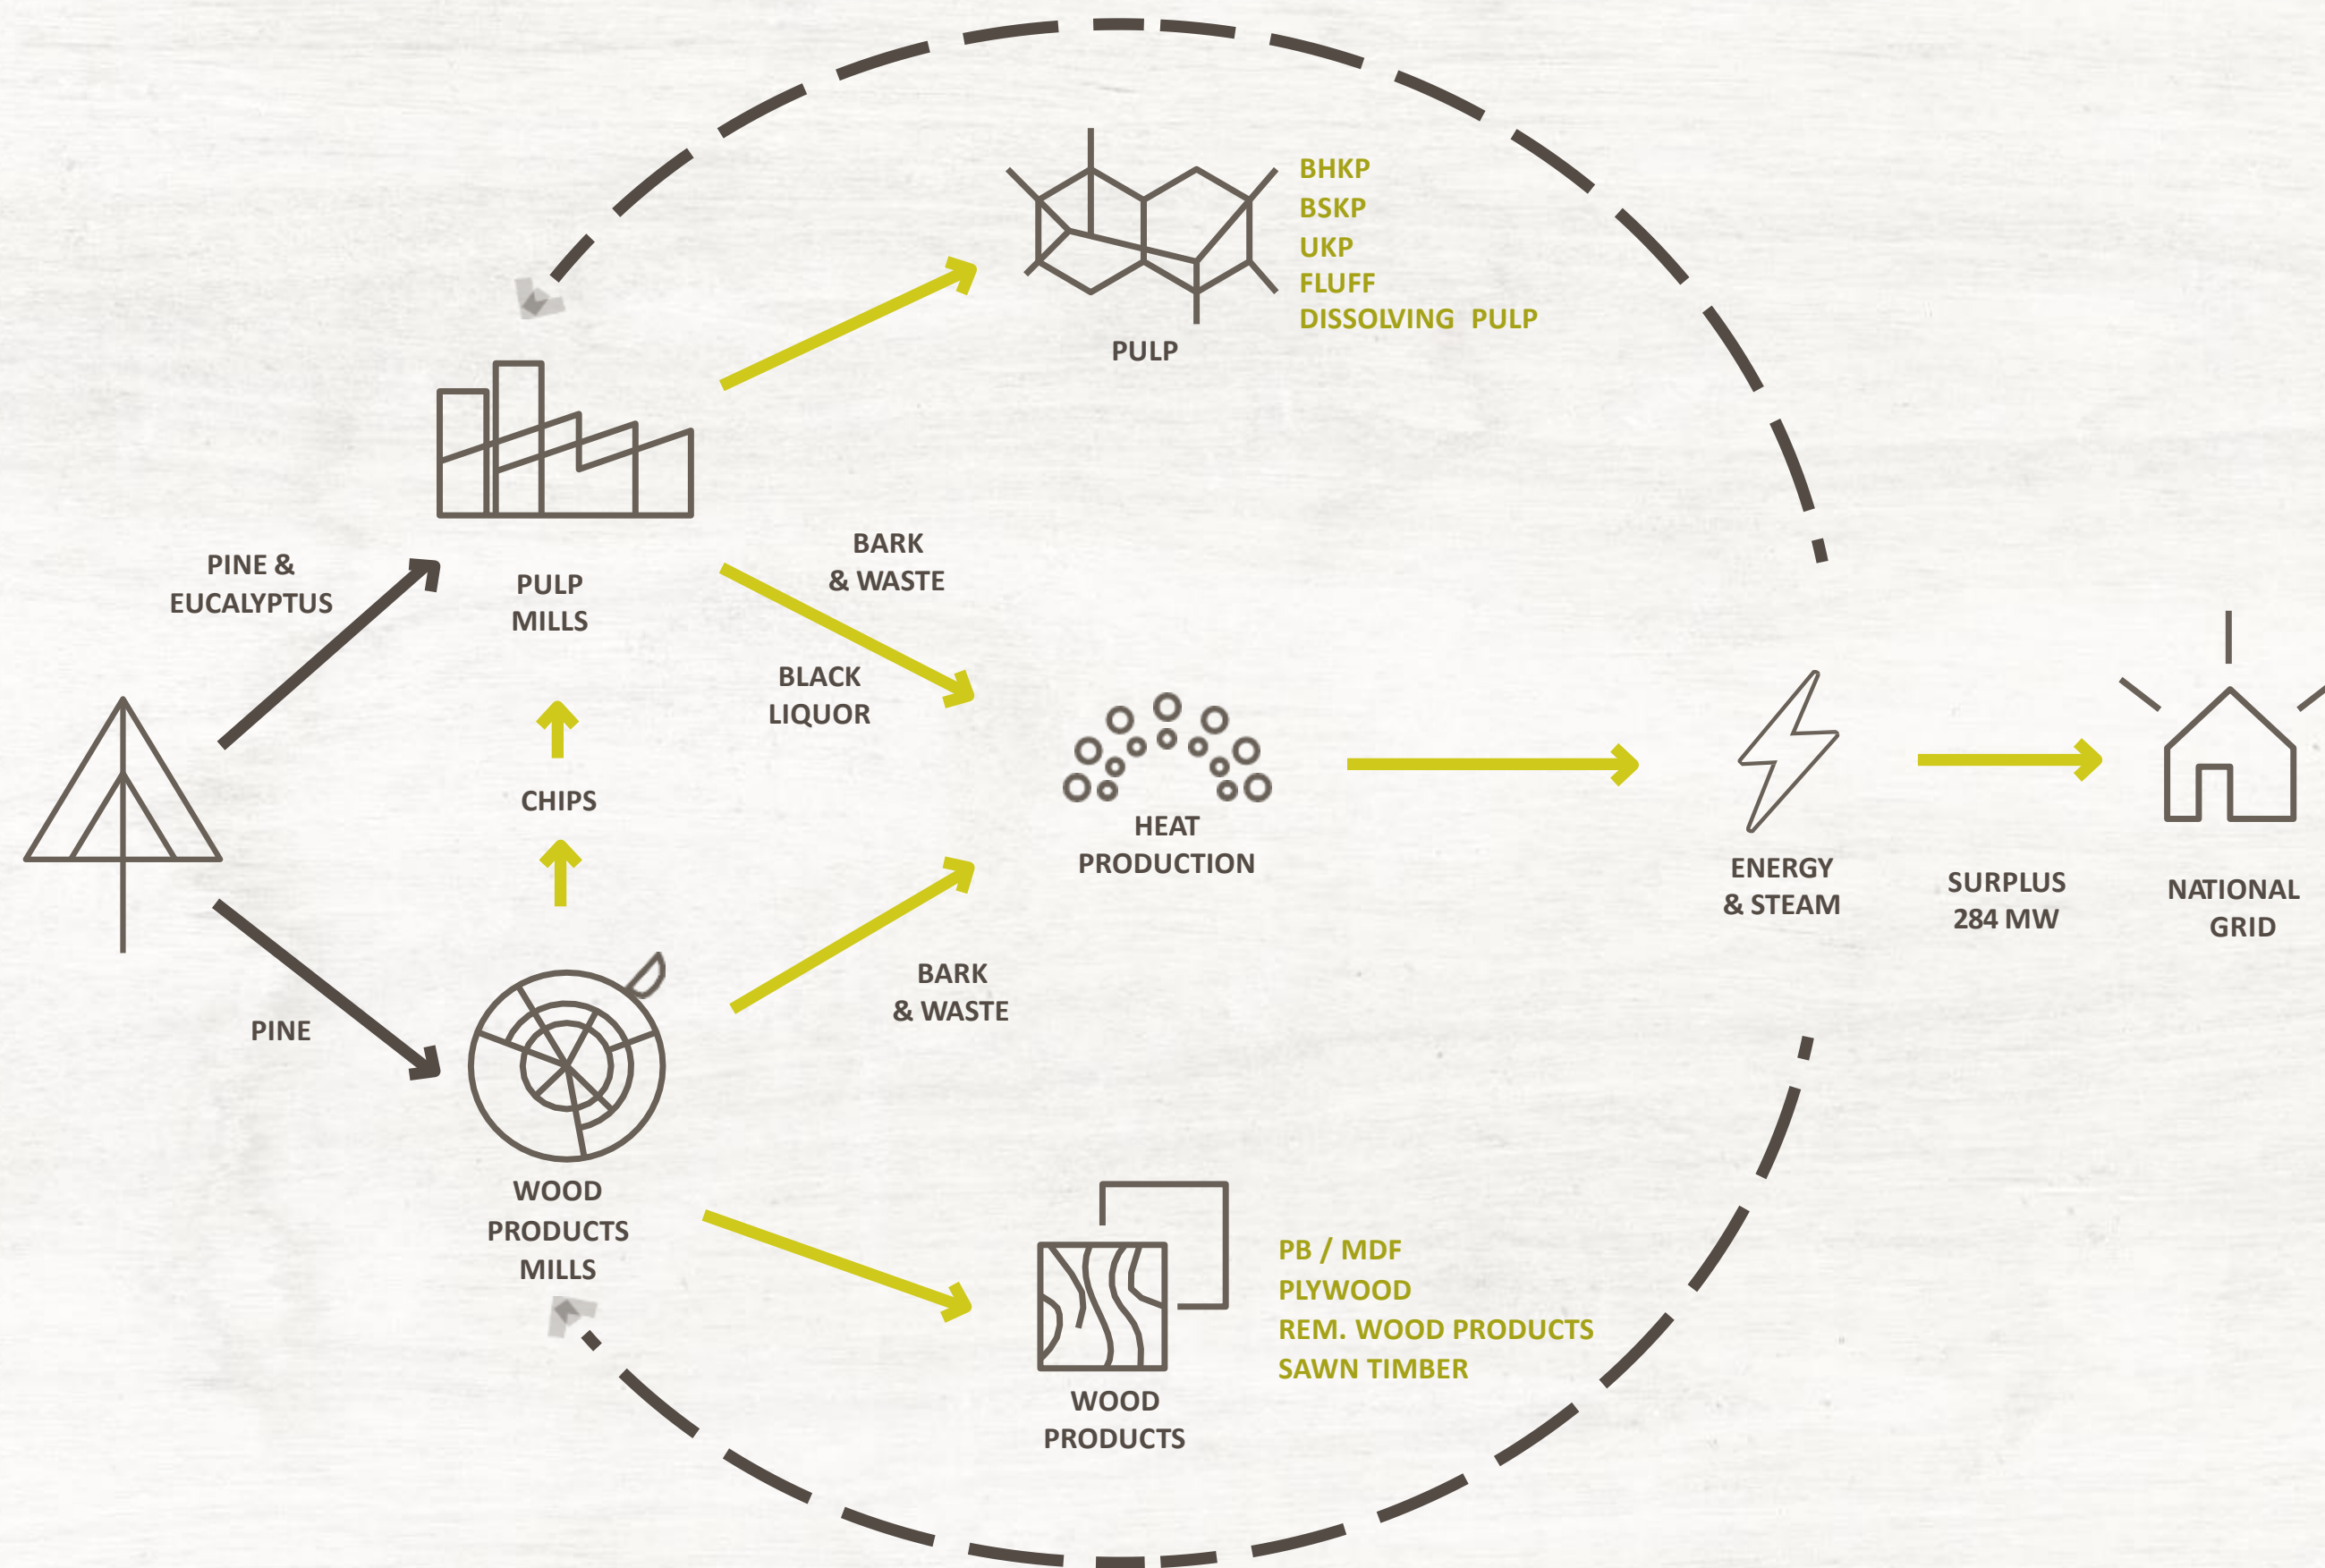 BHKP
BSKP
UKP
FLUFF
DISSOLVING PULP
PULP
PINE &
EUCALYPTUS
PULP
MILLS
BARK
& WASTE
BLACK
LIQUOR
CHIPS
HEAT
PRODUCTION
ENERGY
& STEAM
SURPLUS
284 MW
NATIONAL
GRID
BARK
& WASTE
PINE
WOOD
PRODUCTS
MILLS
PB / MDF
PLYWOOD
REM. WOOD PRODUCTS
SAWN TIMBER
WOOD
PRODUCTS